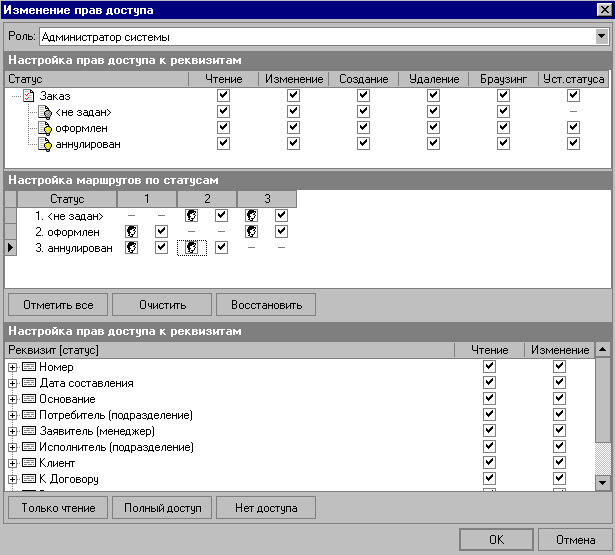 Изменение прав доступа
Роль: Администратор системы
Настройка прав доступа к реквизитам
Статус Чтение Изменение Создание Удаление Браузинг Уст.статуса
Заказ
<не задан>
оформлен
аннулирован
Настройка маршрутов по статусам
Статус 1 2 3
1. <не задан>
2. оформлен
3. аннулирован
Отметить все Очистить Восстановить
Настройка прав доступа к реквизитам
Реквизит [статус] Чтение Изменение
Номер
Дата составления
Основание
Потребитель (подразделение)
Заявитель (менеджер)
Исполнитель (подразделение)
Клиент
К Договору
Только чтение Полный доступ Нет доступа
OK Отмена